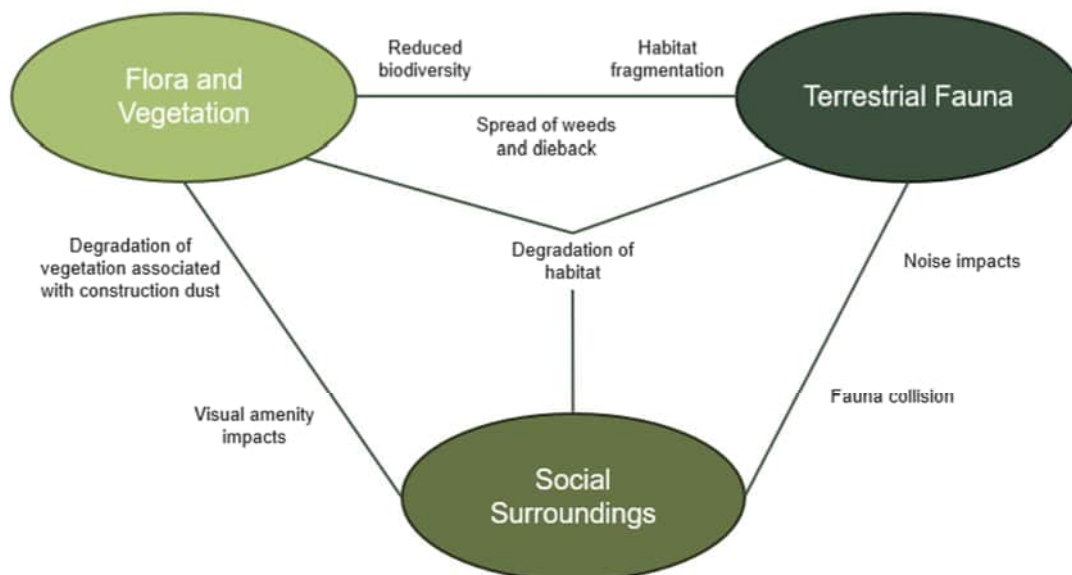 Flora and
Vegetation
Reduced
biodiversity
Habitat
fragmentation
Terrestrial Fauna
Spread of weeds
and dieback
Degradation of
vegetation associated
with construction dust
Degradation of
habitat
Noise impacts
Visual amenity
impacts
Fauna collision
Social
Surroundings